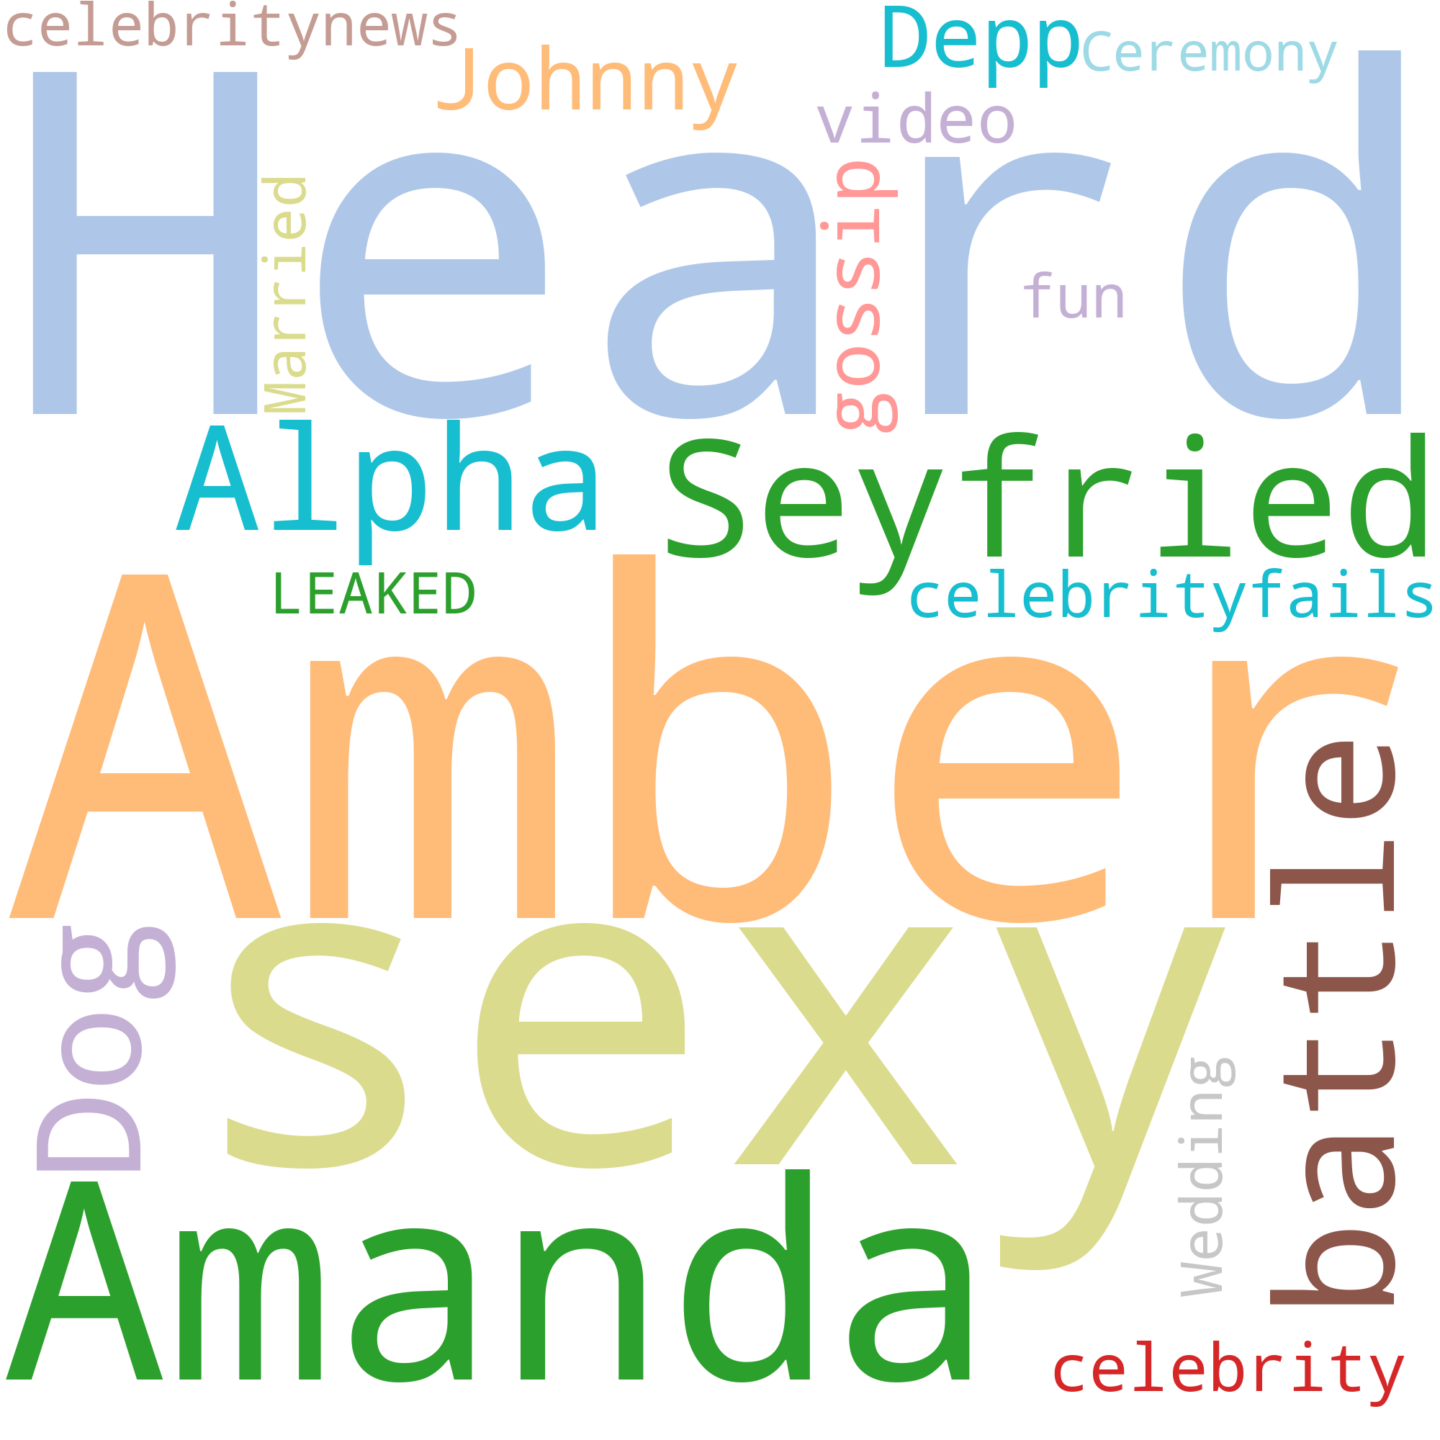 celebritynews
Johnny
Depp
Ceremony
video
Heard
Married
gossip
fun
Alpha
Seyfried
LEAKED
celebrityfails
Amber
battle
Dog
sexy
Wedding
Amanda
celebrity